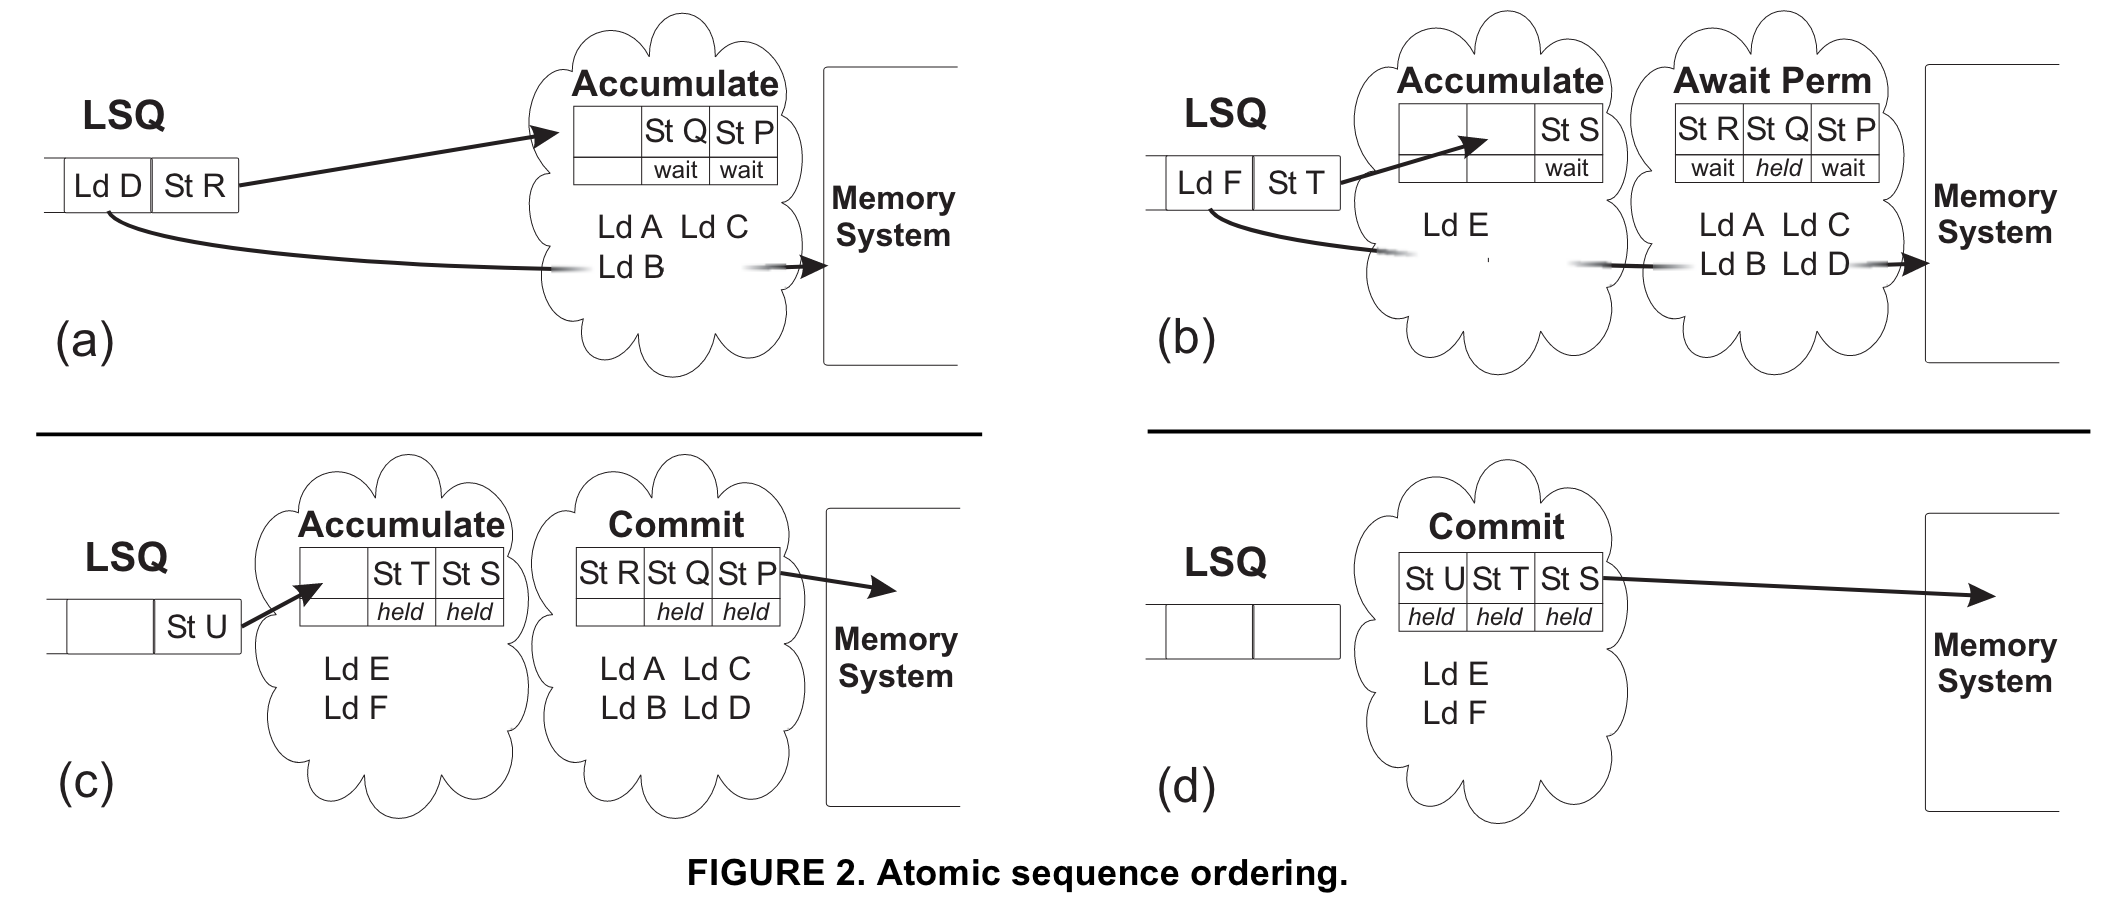 Accumulate
LSQ
St Q St P
wait wait
Ld D St R
Memory
System
Ld A Ld C
Ld B
(a)
Accumulate Await Perm
LSQ
St S St R St Q St P
wait wait held wait
Ld F St T
Memory
System
Ld E Ld A Ld C
Ld B Ld D
(b)
Accumulate Commit
LSQ
St T St S St R St Q St P
held held held held
St U
Memory
System
Ld E Ld A Ld C
Ld F Ld B Ld D
(c)
Commit
LSQ
St U St T St S
held held held
Memory
System
Ld E
Ld F
(d)
FIGURE 2. Atomic sequence ordering.